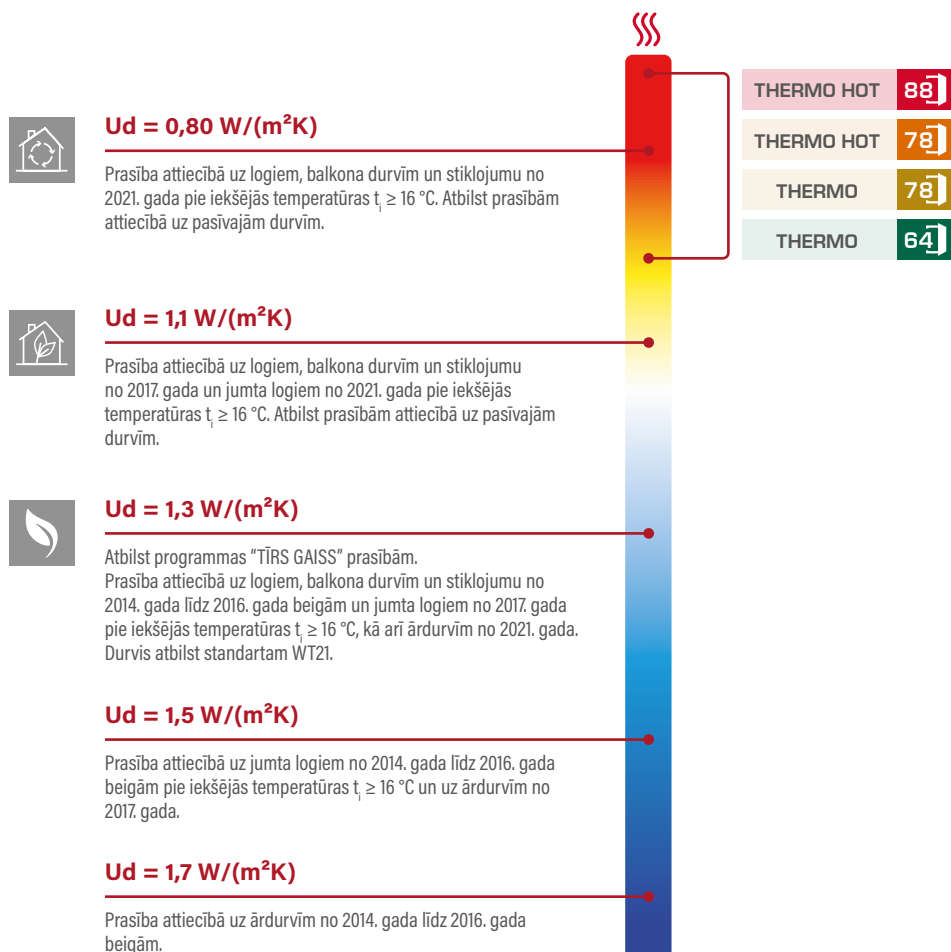 Ud = 0,80 W/(m²K)
Prasība attiecībā uz logiem, balkona durvīm un stiklojumu no
2021. gada pie iekšējās temperatūras tᵢ ≥ 16 °C. Atbilst prasībām
attiecībā uz pasīvajām durvīm.
THERMO HOT 88
THERMO HOT 78
THERMO 78
THERMO 64
Ud = 1,1 W/(m²K)
Prasība attiecībā uz logiem, balkona durvīm un stiklojumu
no 2017. gada un jumta logiem no 2021. gada pie iekšējās
temperatūras tᵢ ≥ 16 °C. Atbilst prasībām attiecībā uz pasīvajām
durvīm.
Ud = 1,3 W/(m²K)
Atbilst programmas "TĪRS GAISS" prasībām.
Prasība attiecībā uz logiem, balkona durvīm un stiklojumu no
2014. gada līdz 2016. gada beigām un jumta logiem no 2017. gada
pie iekšējās temperatūras tᵢ ≥ 16 °C, kā arī ārdurvīm no 2021. gada.
Durvis atbilst standartam WT21.
Ud = 1,5 W/(m²K)
Prasība attiecībā uz jumta logiem no 2014. gada līdz 2016. gada
beigām pie iekšējās temperatūras tᵢ ≥ 16 °C un uz ārdurvīm no
2017. gada.
Ud = 1,7 W/(m²K)
Prasība attiecībā uz ārdurvīm no 2014. gada līdz 2016. gada
beigām.